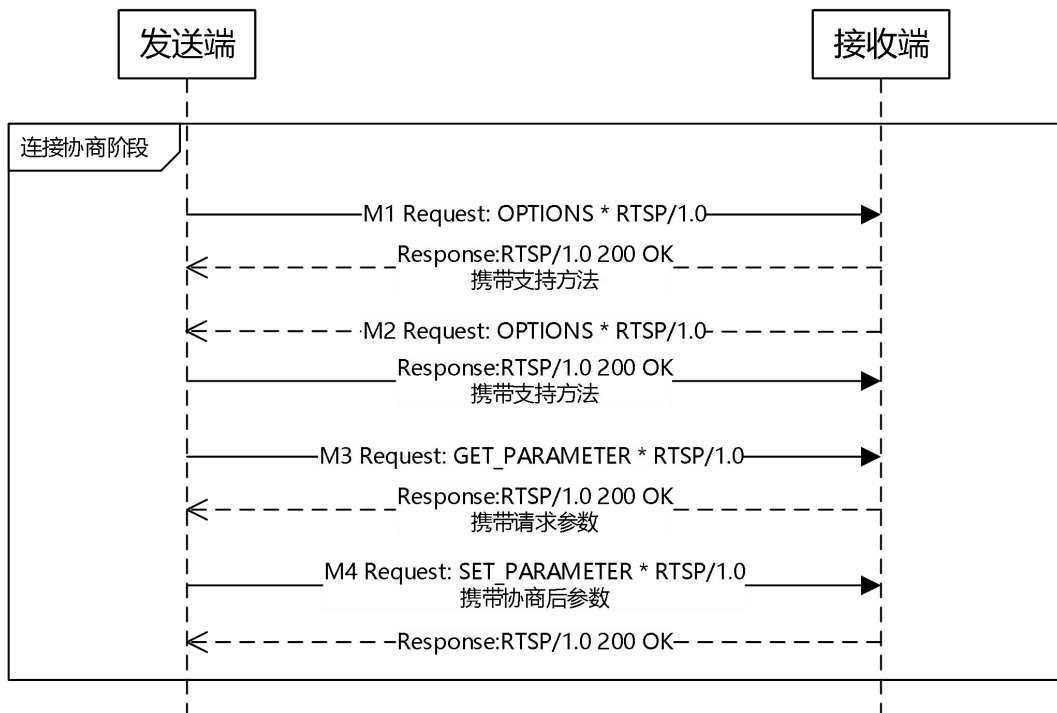 发送端
接收端
连接协商阶段
M1 Request: OPTIONS * RTSP/1.0
Response:RTSP/1.0 200 OK
携带支持方法
M2 Request: OPTIONS * RTSP/1.0
Response:RTSP/1.0 200 OK
携带支持方法
M3 Request: GET_PARAMETER * RTSP/1.0
Response:RTSP/1.0 200 OK
携带请求参数
M4 Request: SET_PARAMETER * RTSP/1.0
携带协商后参数
Response:RTSP/1.0 200 OK